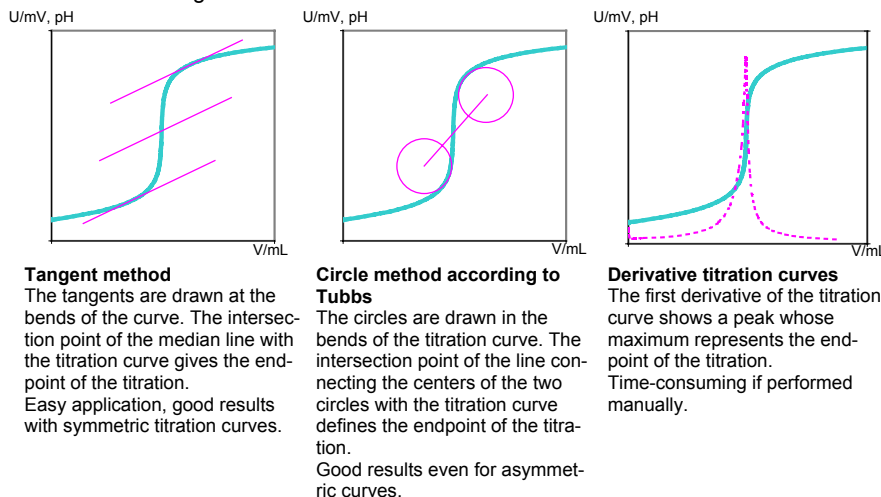 U/mV, pH
V/mL
Tangent method
The tangents are drawn at the
bends of the curve. The intersec-
tion point of the median line with
the titration curve gives the end-
point of the titration.
Easy application, good results
with symmetric titration curves.
U/mV, pH
V/mL
Circle method according to
Tubbs
The circles are drawn in the
bends of the titration curve. The
intersection point of the line con-
necting the centers of the two
circles with the titration curve
defines the endpoint of the titra-
tion.
Good results even for asymmet-
ric curves.
U/mV, pH
V/mL
Derivative titration curves
The first derivative of the titration
curve shows a peak whose
maximum represents the end-
point of the titration.
Time-consuming if performed
manually.